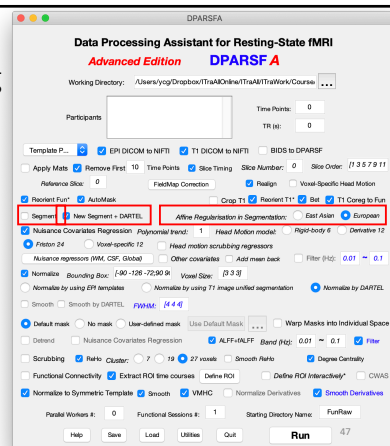 DPARSFA
Data Processing Assistant for Resting-State fMRI
Advanced Edition DPARSF A
Working Directory: /Users/ycg/Dropbox/ITraAllOnline/ITraAll/ITraWork/Course/ ...
Participants
Time Points: 0
TR (s): 0
Template P... EPI DICOM to NIFTI T1 DICOM to NIFTI BIDS to DPARSF
Apply Mats Remove First 10 Time Points Slice Timing Slice Number: 0 Slice Order: [1 3 5 7 9 11
Reference Slice: 0 FieldMap Correction Realign Voxel-Specific Head Motion
Reorient Fun* AutoMask Crop T1 Reorient T1* Bet T1 Coreg to Fun
Segment New Segment + DARTEL Affine Regularisation in Segmentation: East Asian European
Nuisance Covariates Regression Polynomial trend: 1 Head Motion model: Rigid-body 6 Derivative 12
Friston 24 Voxel-specific 12 Head motion scrubbing regressors
Nuisance regressors (WM, CSF, Global) Other covariates Add mean back Filter (Hz): 0.01 ~ 0.1
Normalize Bounding Box: [-90 -126 -72;90 9 Voxel Size: [3 3 3]
Normalize by using EPI templates Normalize by using T1 image unified segmentation Normalize by DARTEL
Smooth Smooth by DARTEL FWHM: [4 4 4]
Default mask No mask User-defined mask Use Default Mask ... Warp Masks into Individual Space
Detrend Nuisance Covariates Regression ALFF+fALFF Band (Hz): 0.01 ~ 0.1 Filter
Scrubbing ReHo Cluster: 7 19 27 voxels Smooth ReHo Degree Centrality
Functional Connectivity Extract ROI time courses Define ROI Define ROI Interactively* CWAS
Normalize to Symmetric Template Smooth VMHC Normalize Derivatives Smooth Derivatives
Parallel Workers #: 0 Functional Sessions #: 1 Starting Directory Name: FunRaw
Help Save Load Utilities Quit Run 47